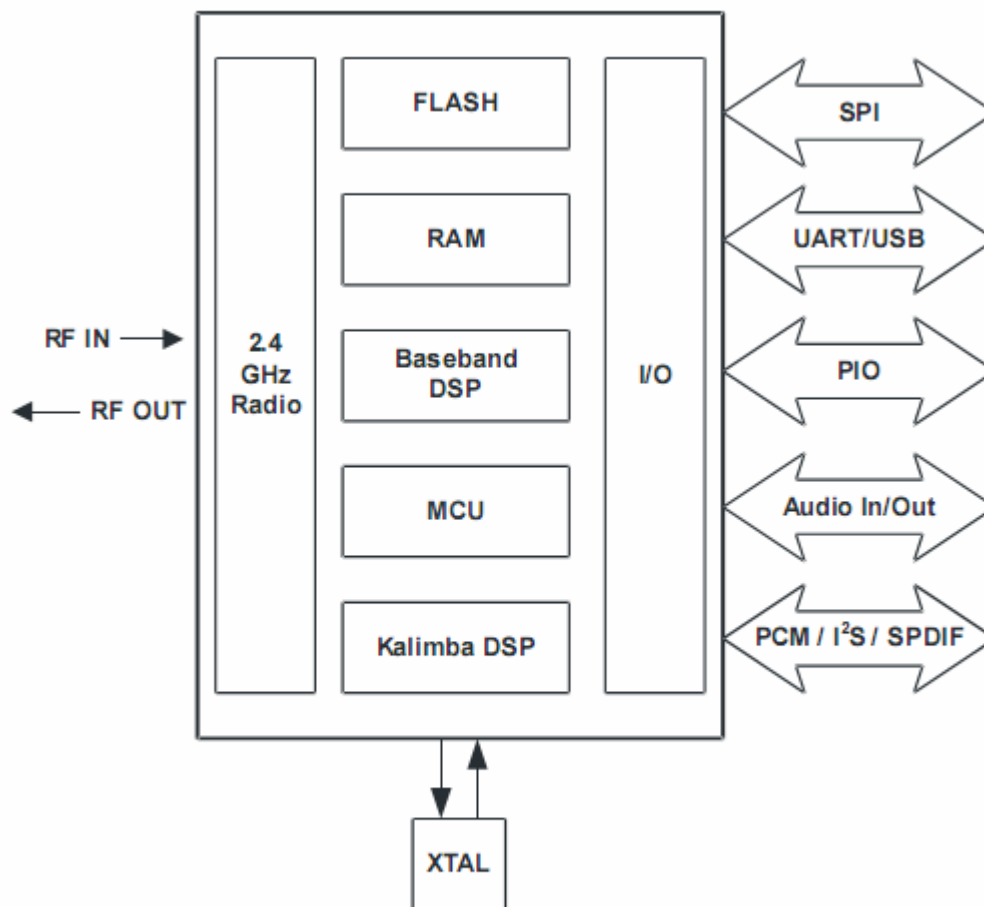 FLASH
SPI
RAM
UART/USB
RF IN
2.4
GHz
Radio
Baseband
DSP
I/O
PIO
RF OUT
MCU
Audio In/Out
Kalimba DSP
PCM / I²S / SPDIF
XTAL